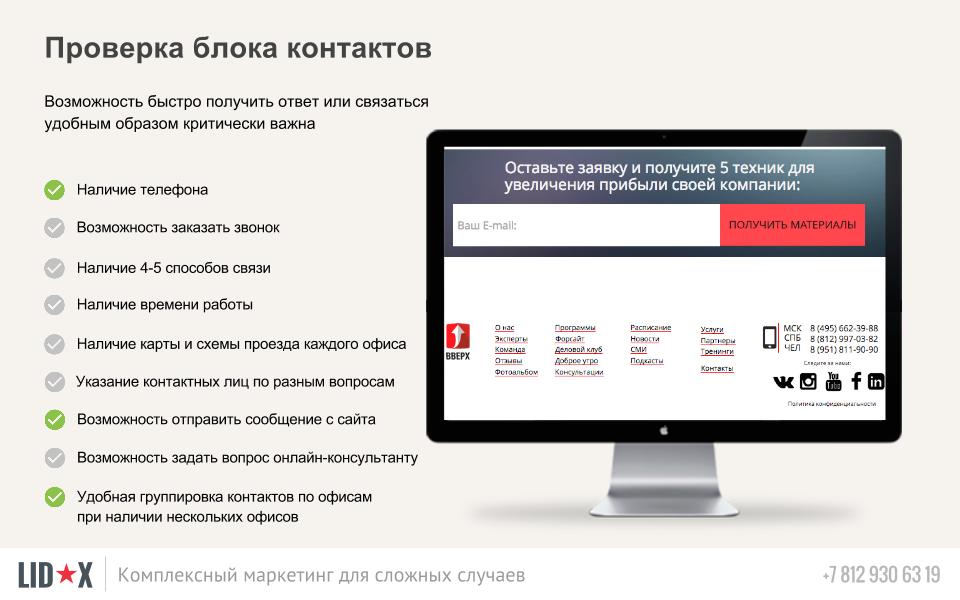 Проверка блока контактов
Возможность быстро получить ответ или связаться
удобным образом критически важна
Наличие телефона
Возможность заказать звонок
Наличие 4-5 способов связи
Наличие времени работы
Наличие карты и схемы проезда каждого офиса
Указание контактных лиц по разным вопросам
Возможность отправить сообщение с сайта
Возможность задать вопрос онлайн-консультанту
Удобная группировка контактов по офисам
при наличии нескольких офисов
Оставьте заявку и получите 5 техник для
увеличения прибыли своей компании:
Ваш E-mail:
ПОЛУЧИТЬ МАТЕРИАЛЫ
ВВЕРХ
О нас
Эксперты
Команда
Отзывы
Фотоальбом
Программы
Форсайт
Деловой клуб
Доброе утро
Консультации
Расписание
Новости
СМИ
Подкасты
Услуги
Партнеры
Тренинги
Контакты
МСК 8 (495) 662-39-88
СПБ 8 (812) 997-03-82
ЧЕЛ 8 (951) 811-90-90
Следите за нами:
You Tube
in
Политика конфиденциальности
LID★X
Комплексный маркетинг для сложных случаев
+7 812 930 63 19